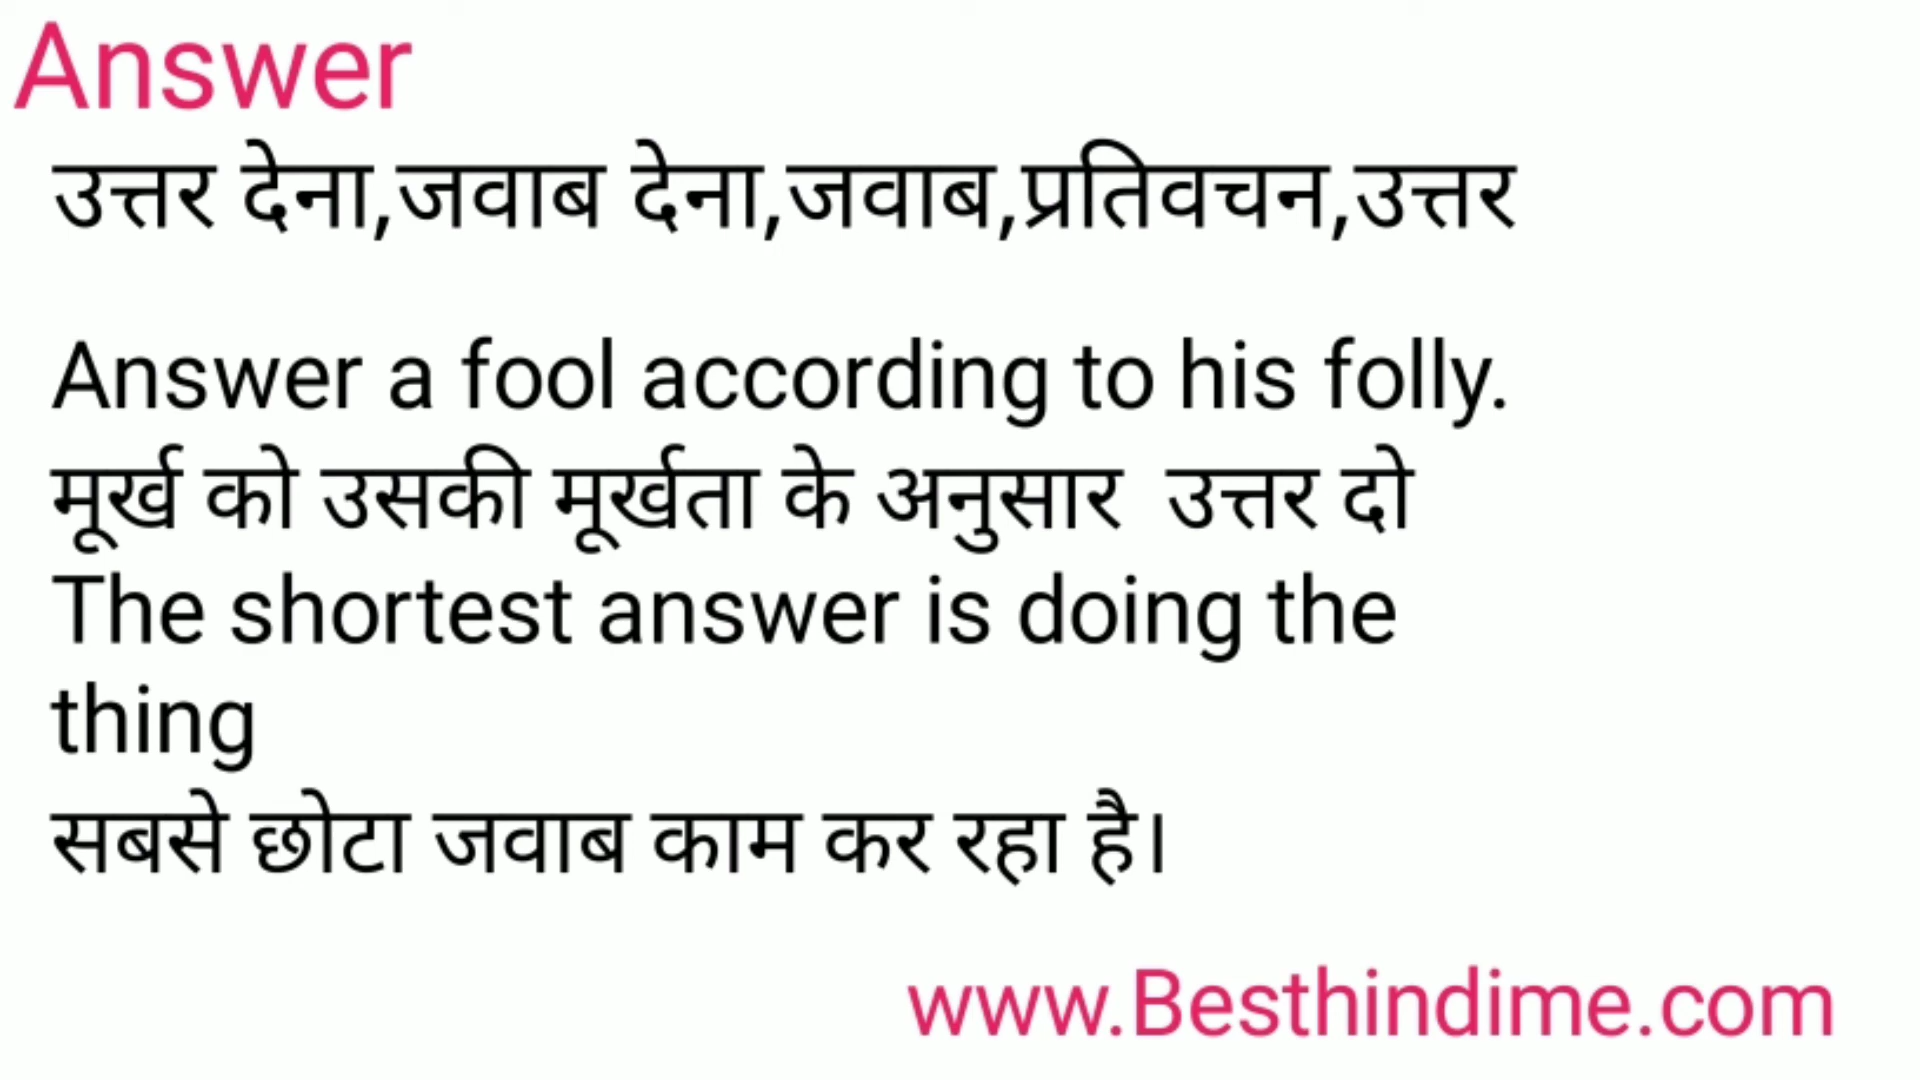 Answer
उत्तर देना,जवाब देना,जवाब,प्रतिवचन,उत्तर
Answer a fool according to his folly.
मूर्ख को उसकी मूर्खता के अनुसार  उत्तर दो
The shortest answer is doing the
thing
सबसे छोटा जवाब काम कर रहा है।
www.Besthindime.com